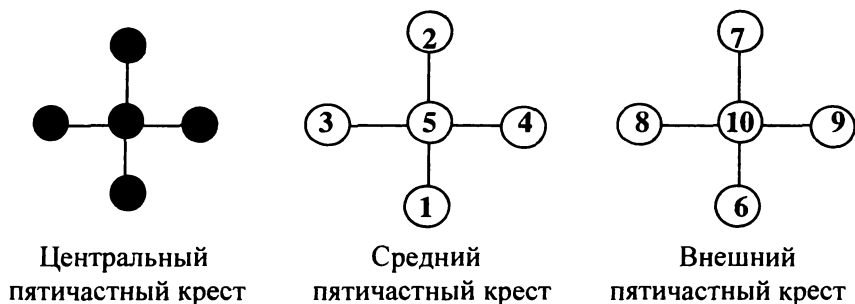 2 7
3 5 4 8 10 9
1 6
Центральный Средний Внешний
пятичастный крест пятичастный крест пятичастный крест